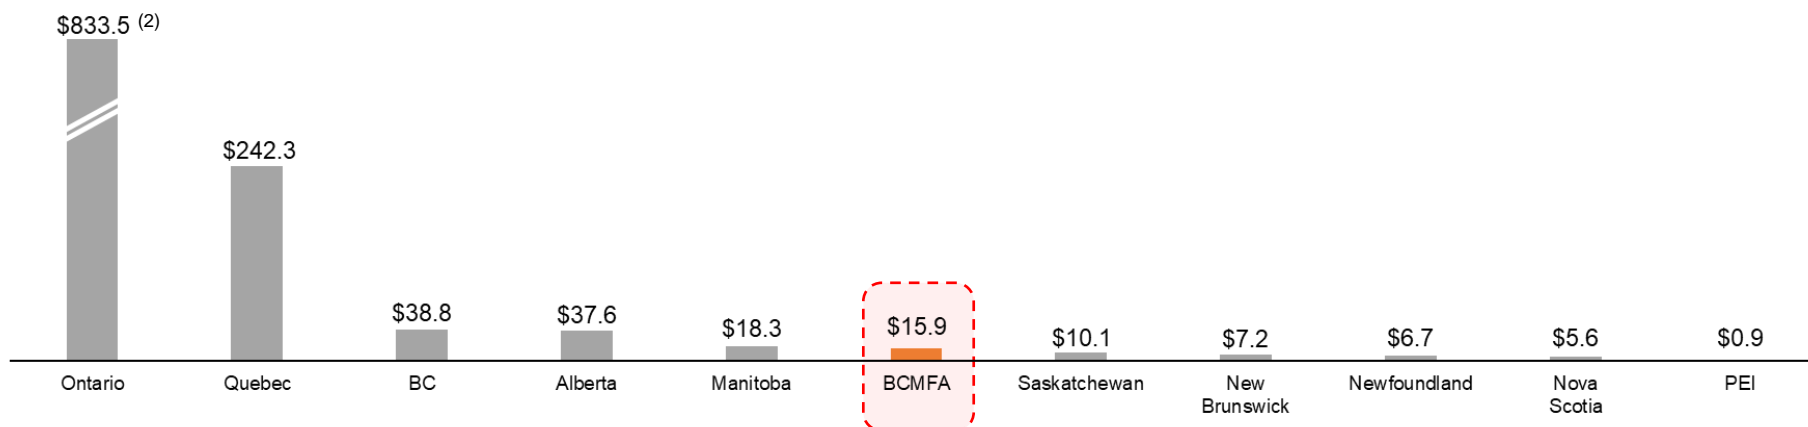 $833.5 (2)
$242.3
$38.8
$37.6
$18.3
$15.9
$10.1
$7.2
$6.7
$5.6
$0.9
Ontario
Quebec
BC
Alberta
Manitoba
BCMFA
Saskatchewan
New
Brunswick
Newfoundland
Nova
Scotia
PEI